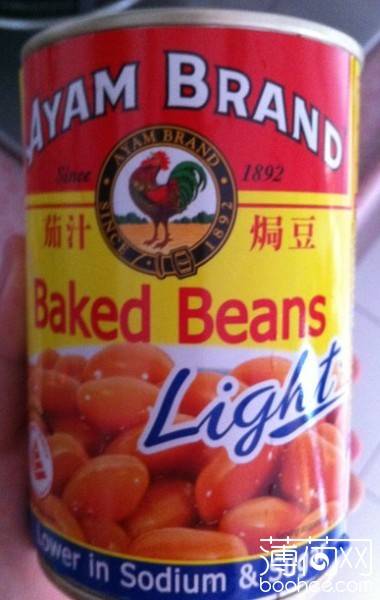 AYAM BRAND
AYAM BRAND
Since 1892
SINCE 1892
茄汁 焗豆
Baked Beans
Light
Lower in Sodium &
薄荷网
boohee.com